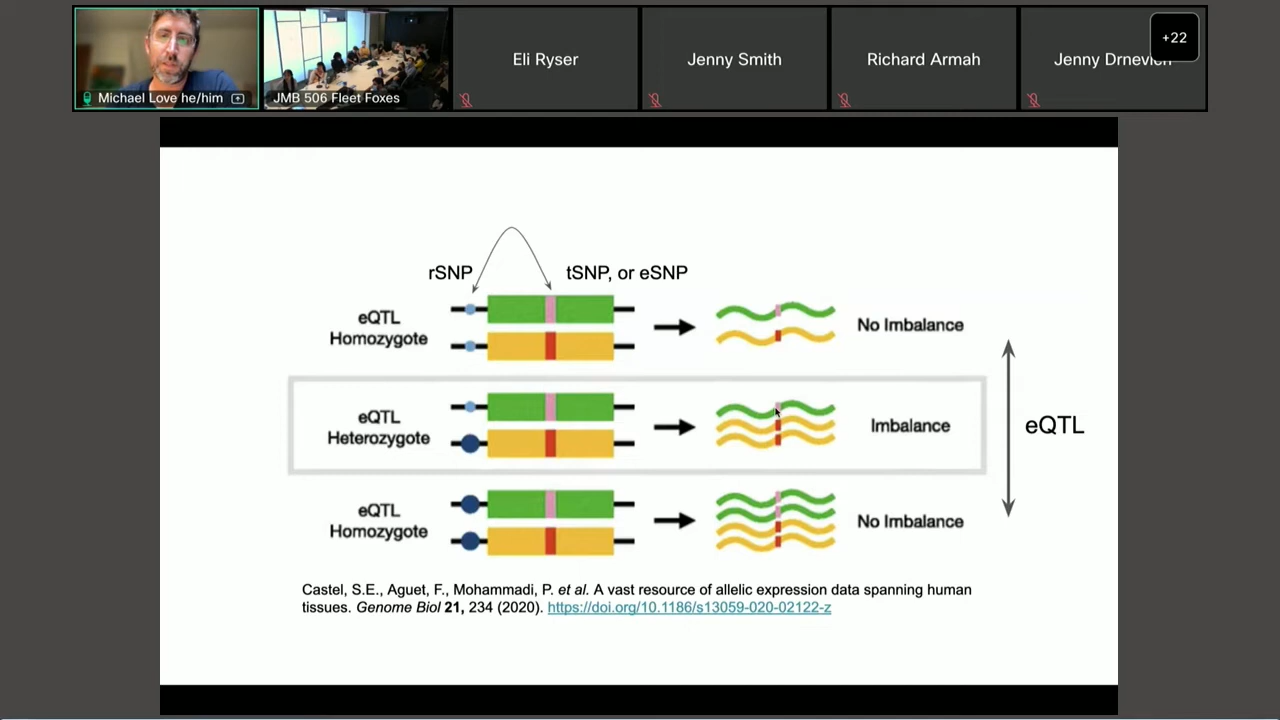 Michael Love he/him
JMB 506 Fleet Foxes
Eli Ryser
Jenny Smith
Richard Armah
Jenny Drnevich
+22
rSNP
tSNP, or eSNP
eQTL
Homozygote
No Imbalance
eQTL
Heterozygote
Imbalance
eQTL
eQTL
Homozygote
No Imbalance
Castel, S.E., Aguet, F., Mohammadi, P. et al. A vast resource of allelic expression data spanning human
tissues. Genome Biol 21, 234 (2020). https://doi.org/10.1186/s13059-020-02122-z